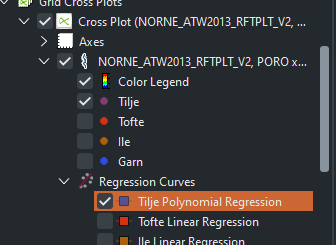 Grid Cross Plots
Cross Plot (NORNE_ATW2013_RFTPLT_V2, ...
Axes
NORNE_ATW2013_RFTPLT_V2, PORO x...
Color Legend
Tilje
Tofte
Ile
Garn
Regression Curves
Tilje Polynomial Regression
Tofte Linear Regression
Ile Linear Regression